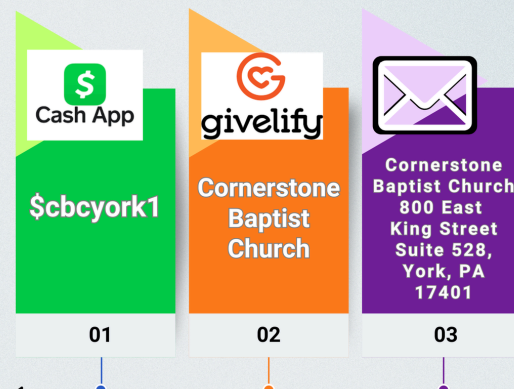 $
Cash App
$cbcyork1
01
givelify
Cornerstone
Baptist
Church
02
Cornerstone
Baptist Church
800 East
King Street
Suite 528,
York, PA
17401
03